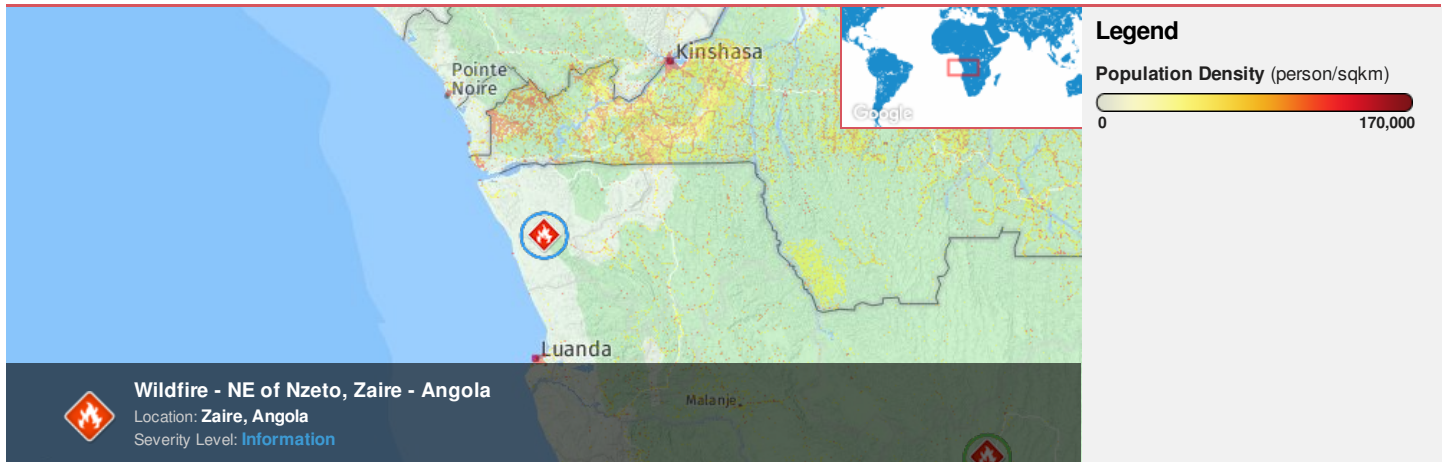 Kinshasa
Pointe
Noire
Google
Luanda
Malanje
Wildfire - NE of Nzeto, Zaire - Angola
Location: Zaire, Angola
Severity Level: Information
Legend
Population Density (person/sqkm)
0 170,000